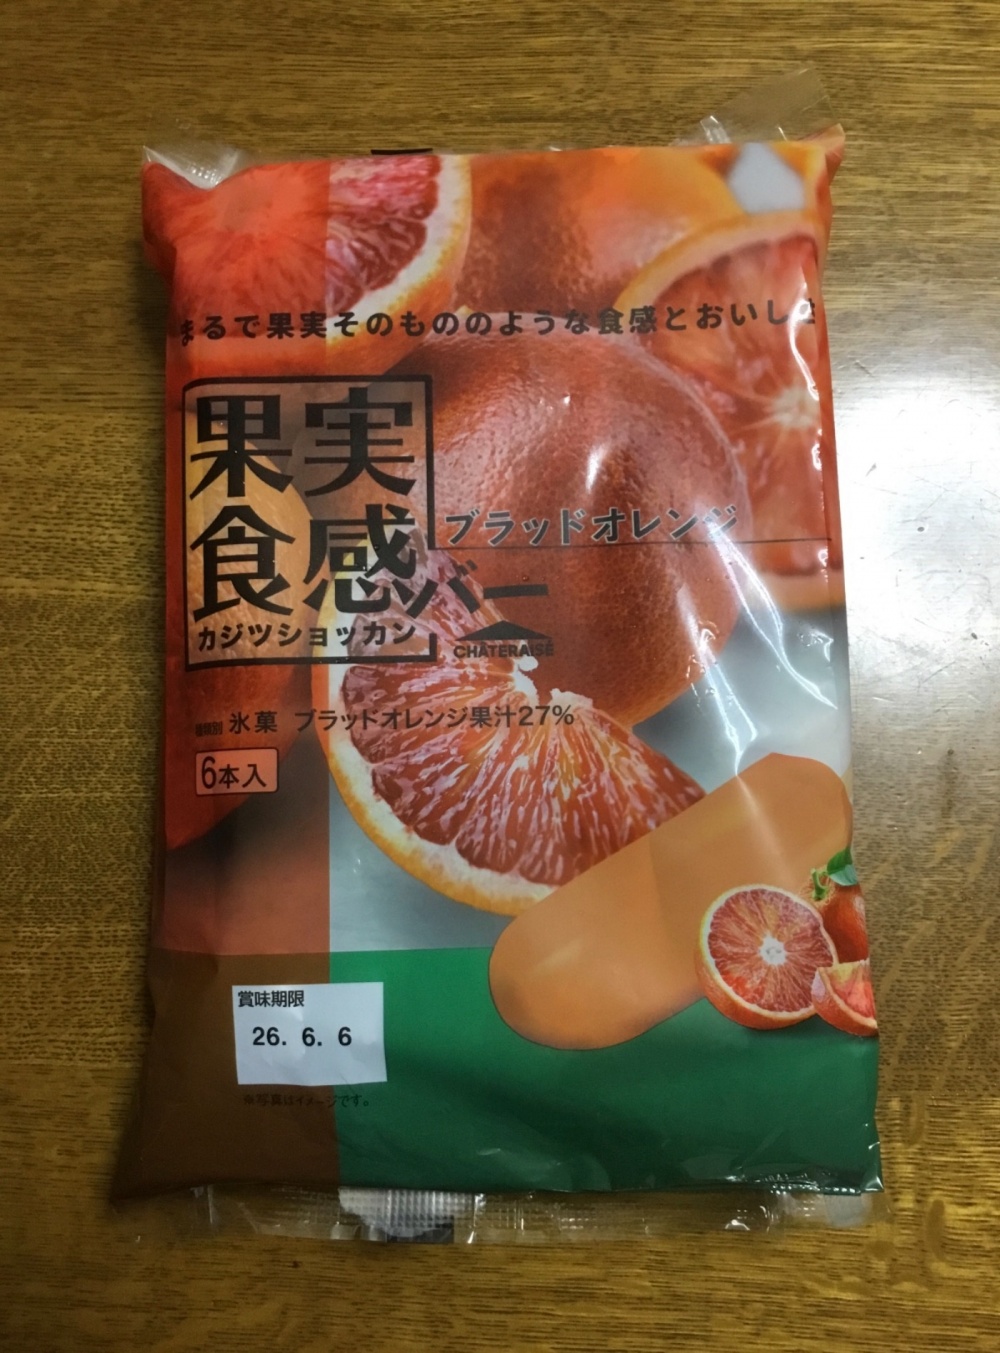 まるで果実そのもののような食感とおいしさ
果実
食感バー
ブラッドオレンジ
カジツショッカン
CHATERAISÉ
種類別 氷菓 ブラッドオレンジ果汁27%
6本入
賞味期限
26. 6. 6
※写真はイメージです。